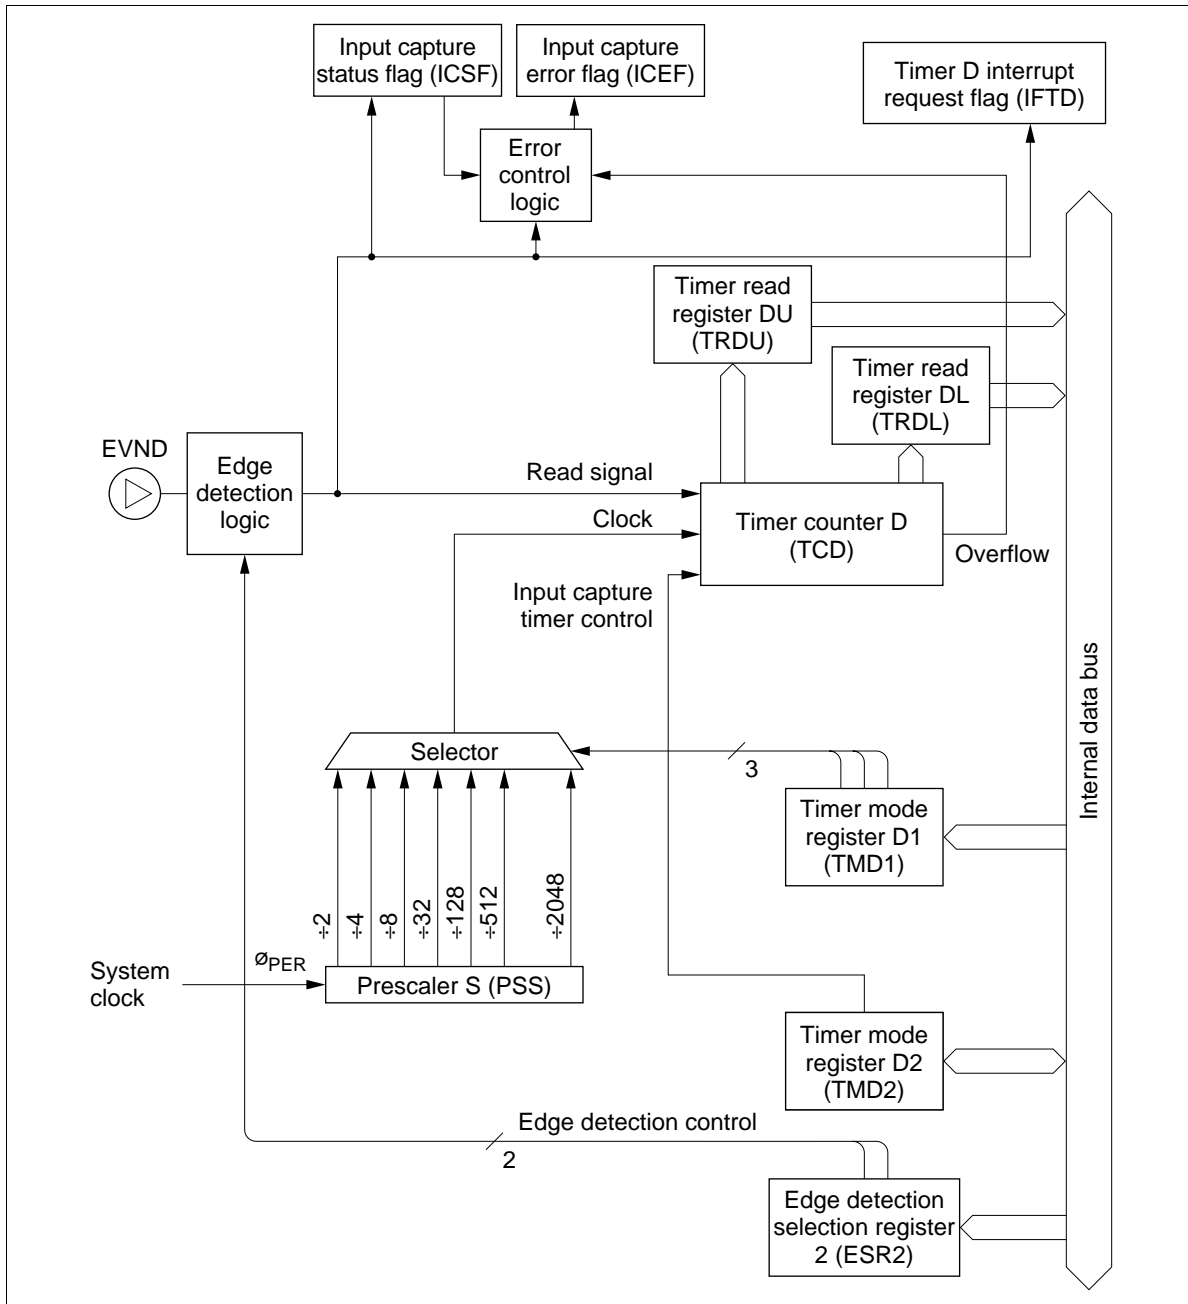 Input capture
status flag (ICSF)
Input capture
error flag (ICEF)
Timer D interrupt
request flag (IFTD)
Error
control
logic
Timer read
register DU
(TRDU)
Timer read
register DL
(TRDL)
EVND
Edge
detection
logic
Read signal
Clock
Timer counter D
(TCD)
Overflow
Input capture
timer control
Internal data bus
Selector
3
Timer mode
register D1
(TMD1)
÷2
÷4
÷8
÷32
÷128
÷512
÷2048
System
clock
øPER
Prescaler S (PSS)
Timer mode
register D2
(TMD2)
Edge detection control
2
Edge detection
selection register
2 (ESR2)